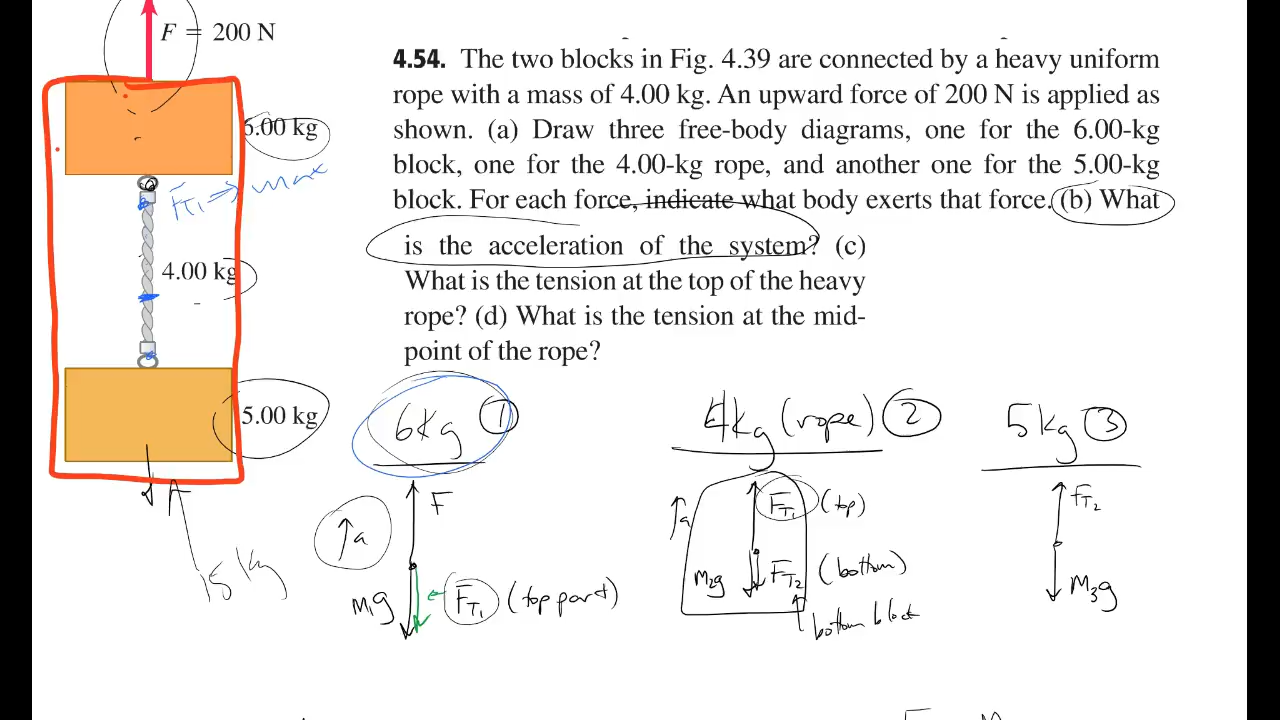 F = 200 N
6.00 kg
F_T1 → max
4.00 kg
5.00 kg
15 kg
4.54. The two blocks in Fig. 4.39 are connected by a heavy uniform
rope with a mass of 4.00 kg. An upward force of 200 N is applied as
shown. (a) Draw three free-body diagrams, one for the 6.00-kg
block, one for the 4.00-kg rope, and another one for the 5.00-kg
block. For each force, indicate what body exerts that force. (b) What
is the acceleration of the system? (c)
What is the tension at the top of the heavy
rope? (d) What is the tension at the mid-
point of the rope?
6kg ①
F
↑a
m₁g
F_T1 (top part)
4kg (rope) ②
↑a
F_T1 (top)
m₂g
F_T2 (bottom)
bottom block
5kg ③
F_T2
m₃g